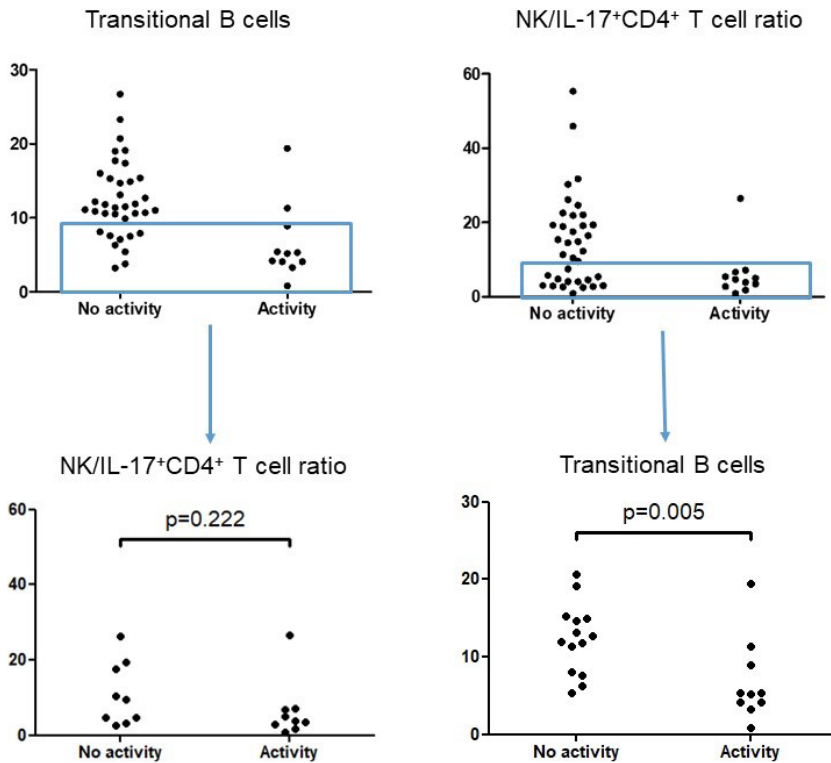 Transitional B cells
30
20
10
0
No activity
Activity
NK/IL-17⁺CD4⁺ T cell ratio
60
40
20
0
No activity
Activity
NK/IL-17⁺CD4⁺ T cell ratio
p=0.222
60
40
20
0
No activity
Activity
Transitional B cells
p=0.005
30
20
10
0
No activity
Activity